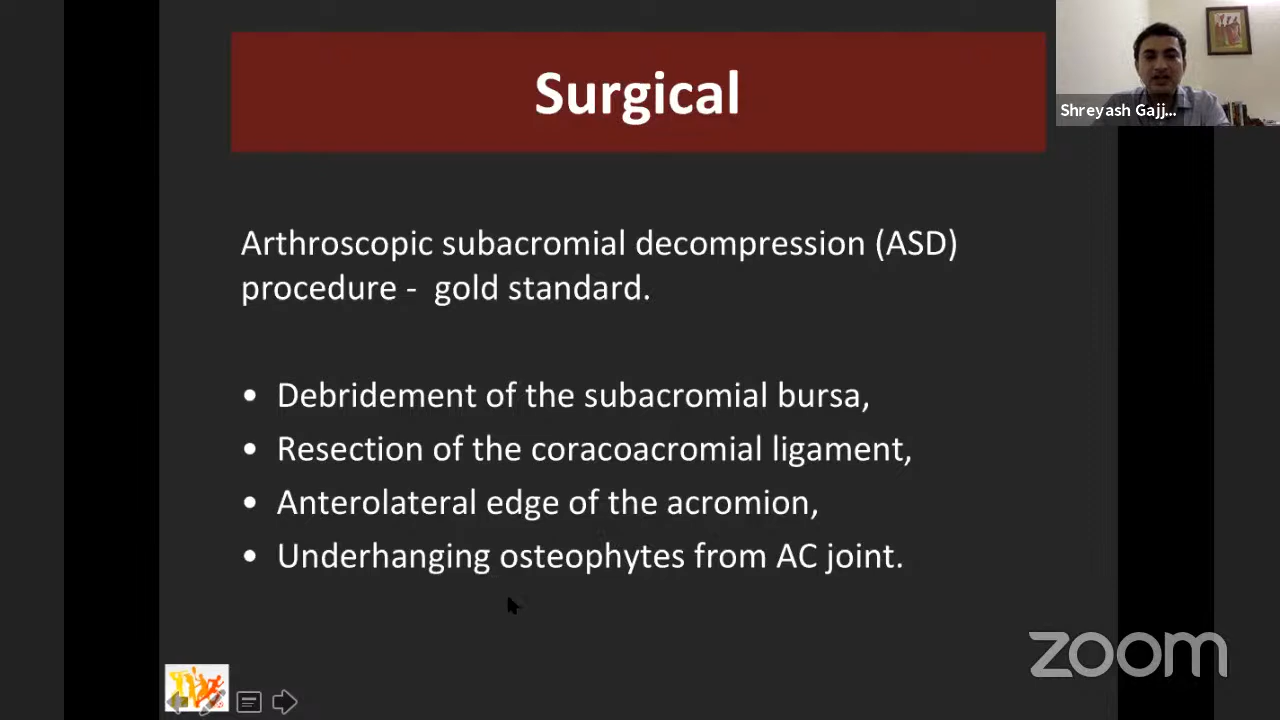 Surgical
Shreyash Gajj...
Arthroscopic subacromial decompression (ASD)
procedure - gold standard.
• Debridement of the subacromial bursa,
• Resection of the coracoacromial ligament,
• Anterolateral edge of the acromion,
• Underhanging osteophytes from AC joint.
zoom